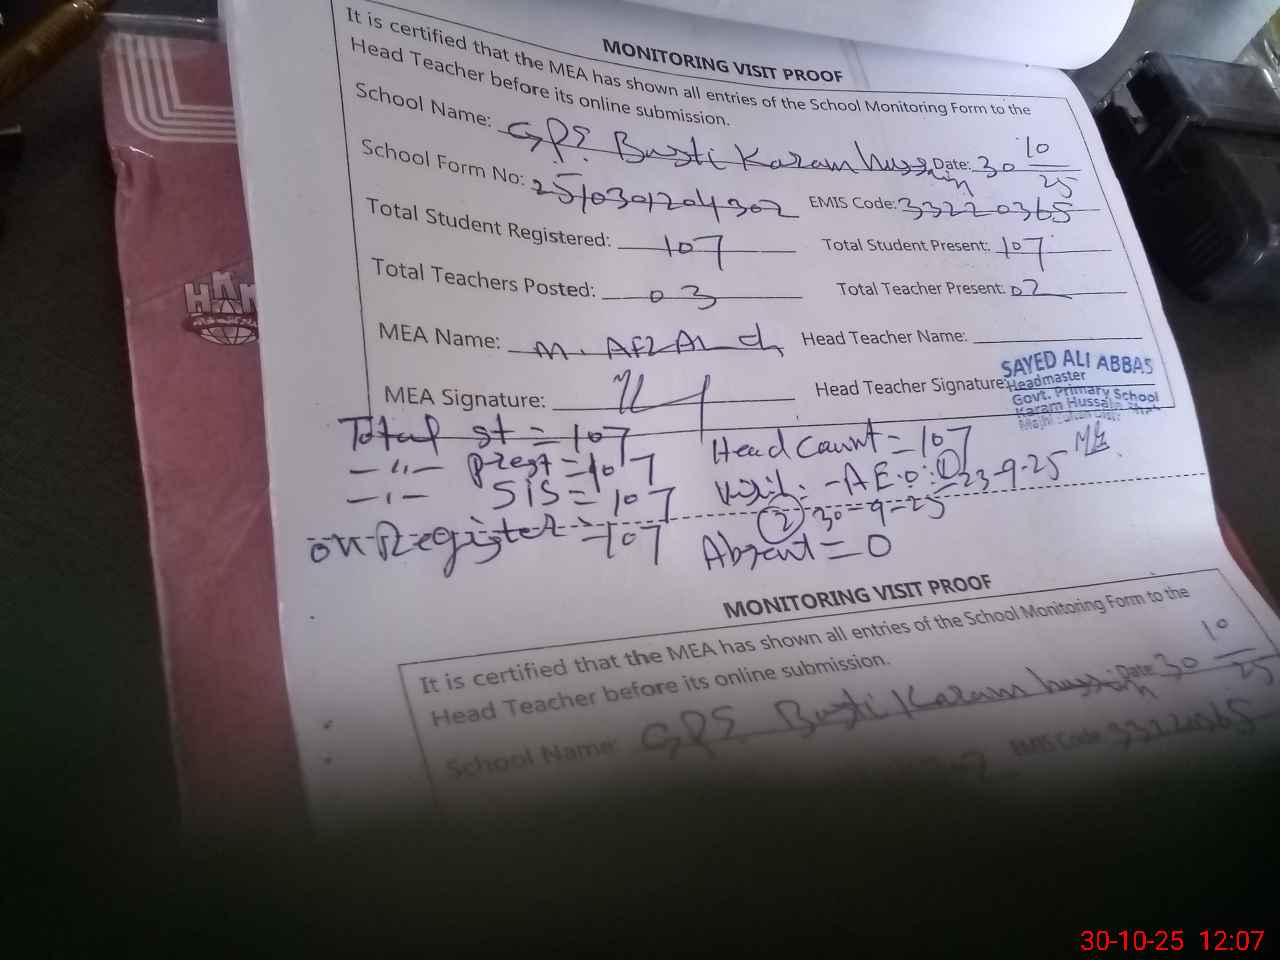 MONITORING VISIT PROOF
It is certified that the MEA has shown all entries of the School Monitoring Form to the
Head Teacher before its online submission.
School Name: GPS Basti Karam hussain Date: 30 10/25
School Form No: 2510301204302 EMIS Code: 33220365
Total Student Registered: 107 Total Student Present: 107
Total Teachers Posted: 03 Total Teacher Present: 02
MEA Name: M. AFZAL ch Head Teacher Name:
MEA Signature: Head Teacher Signature:
SAYED ALI ABBAS
Headmaster
Govt. Primary School
Karam Hussain
Total st = 107 Head Count = 107
-"- Prest = 107 Visit: - A E.O: ① 23-9-25
-"- SIS = 107 ② 30-9-25
on Register = 107 Absent = 0
MONITORING VISIT PROOF
It is certified that the MEA has shown all entries of the School Monitoring Form to the
Head Teacher before its online submission.
School Name: GPS Basti Karam hussain Date: 30 10/25
EMIS Code: 33220365
30-10-25 12:07